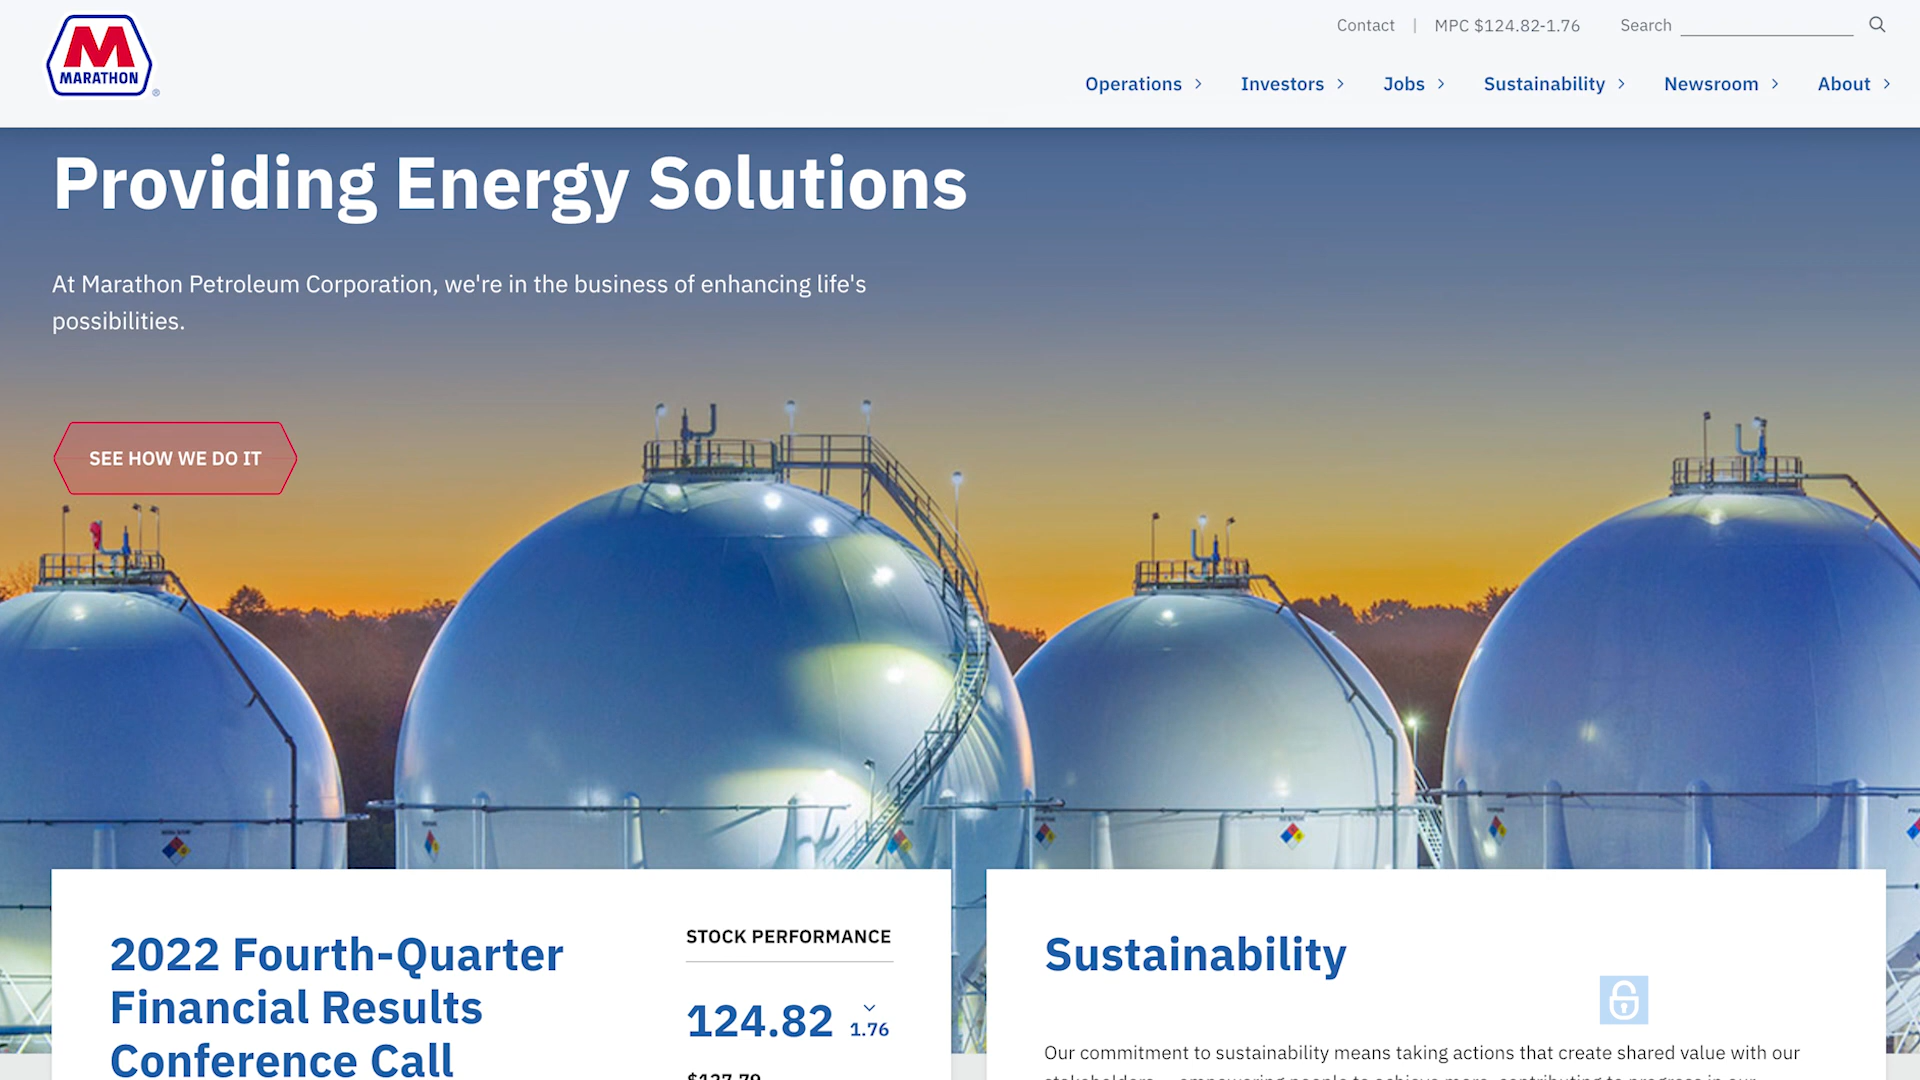 MARATHON
Contact | MPC $124.82-1.76 Search
Operations Investors Jobs Sustainability Newsroom About
Providing Energy Solutions
At Marathon Petroleum Corporation, we're in the business of enhancing life's
possibilities.
SEE HOW WE DO IT
2022 Fourth-Quarter
Financial Results
Conference Call
STOCK PERFORMANCE
124.82 1.76
Sustainability
Our commitment to sustainability means taking actions that create shared value with our